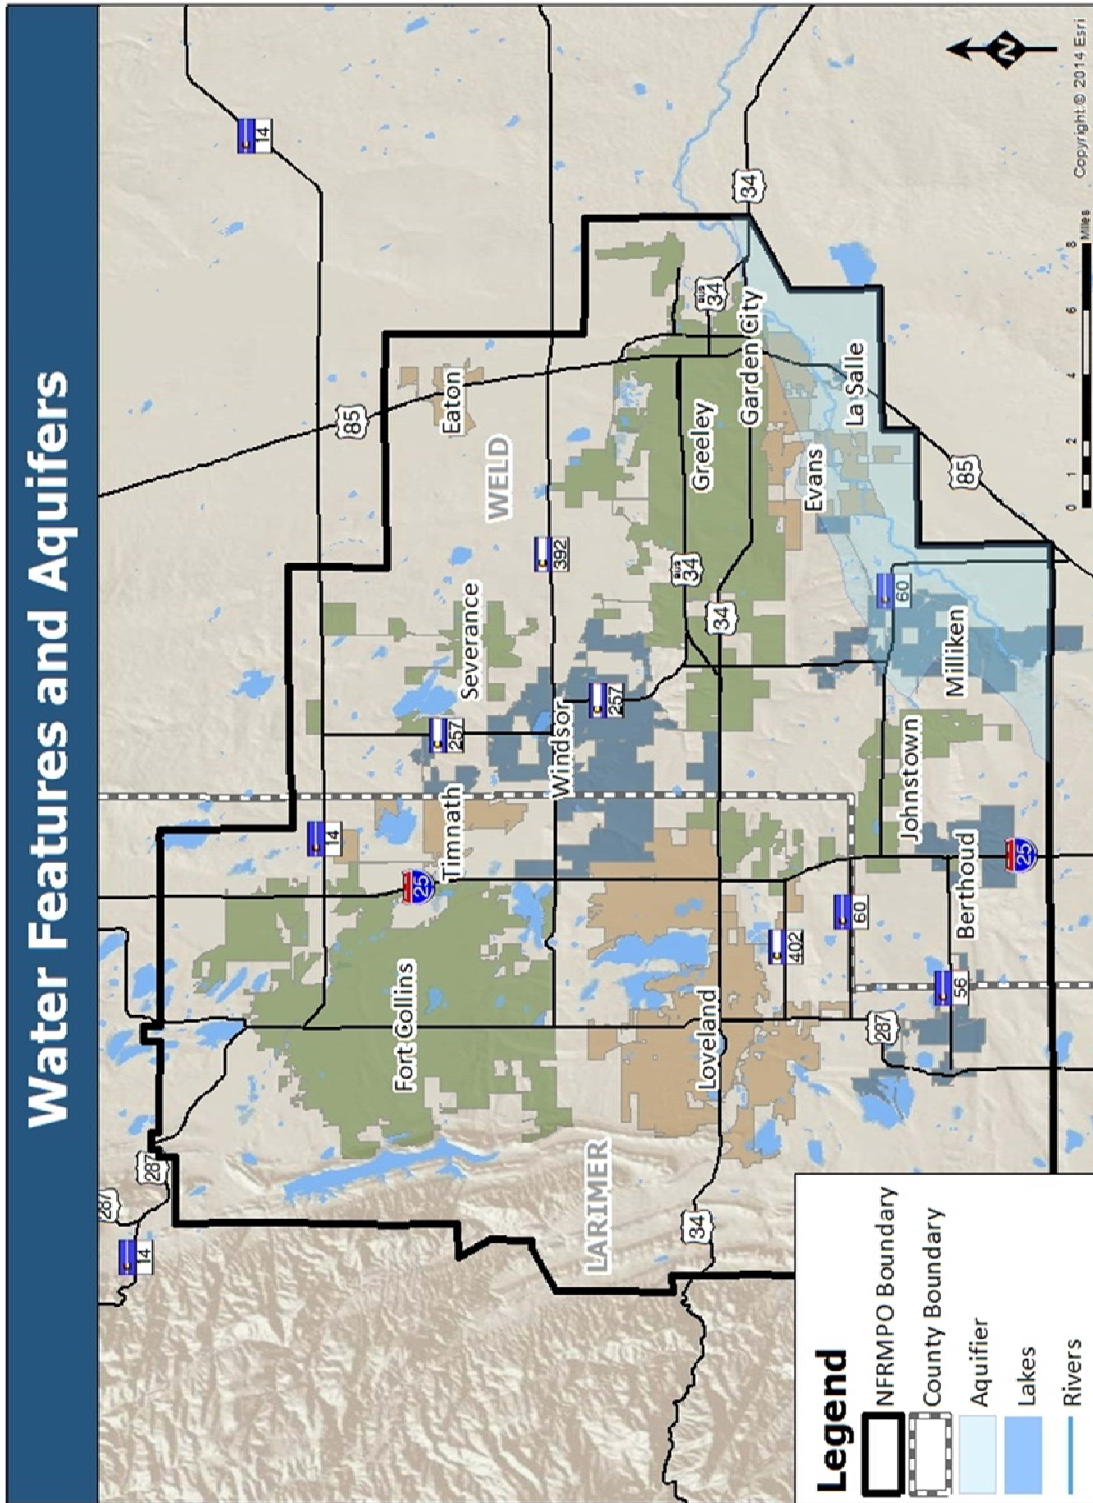 Water Features and Aquifers
287
14
287
14
25
14
85
Fort Collins
Timnath
257
Severance
WELD
Eaton
LARIMER
Windsor
257
392
34
Loveland
34
BUS
34
Greeley
BUS
34
Garden City
34
402
60
Evans
La Salle
287
Johnstown
60
85
56
Berthoud
25
Milliken
N
Legend
NFRMPO Boundary
County Boundary
Aquifier
Lakes
Rivers
0 1 2 4 6 8
Miles
Copyright:© 2014 Esri